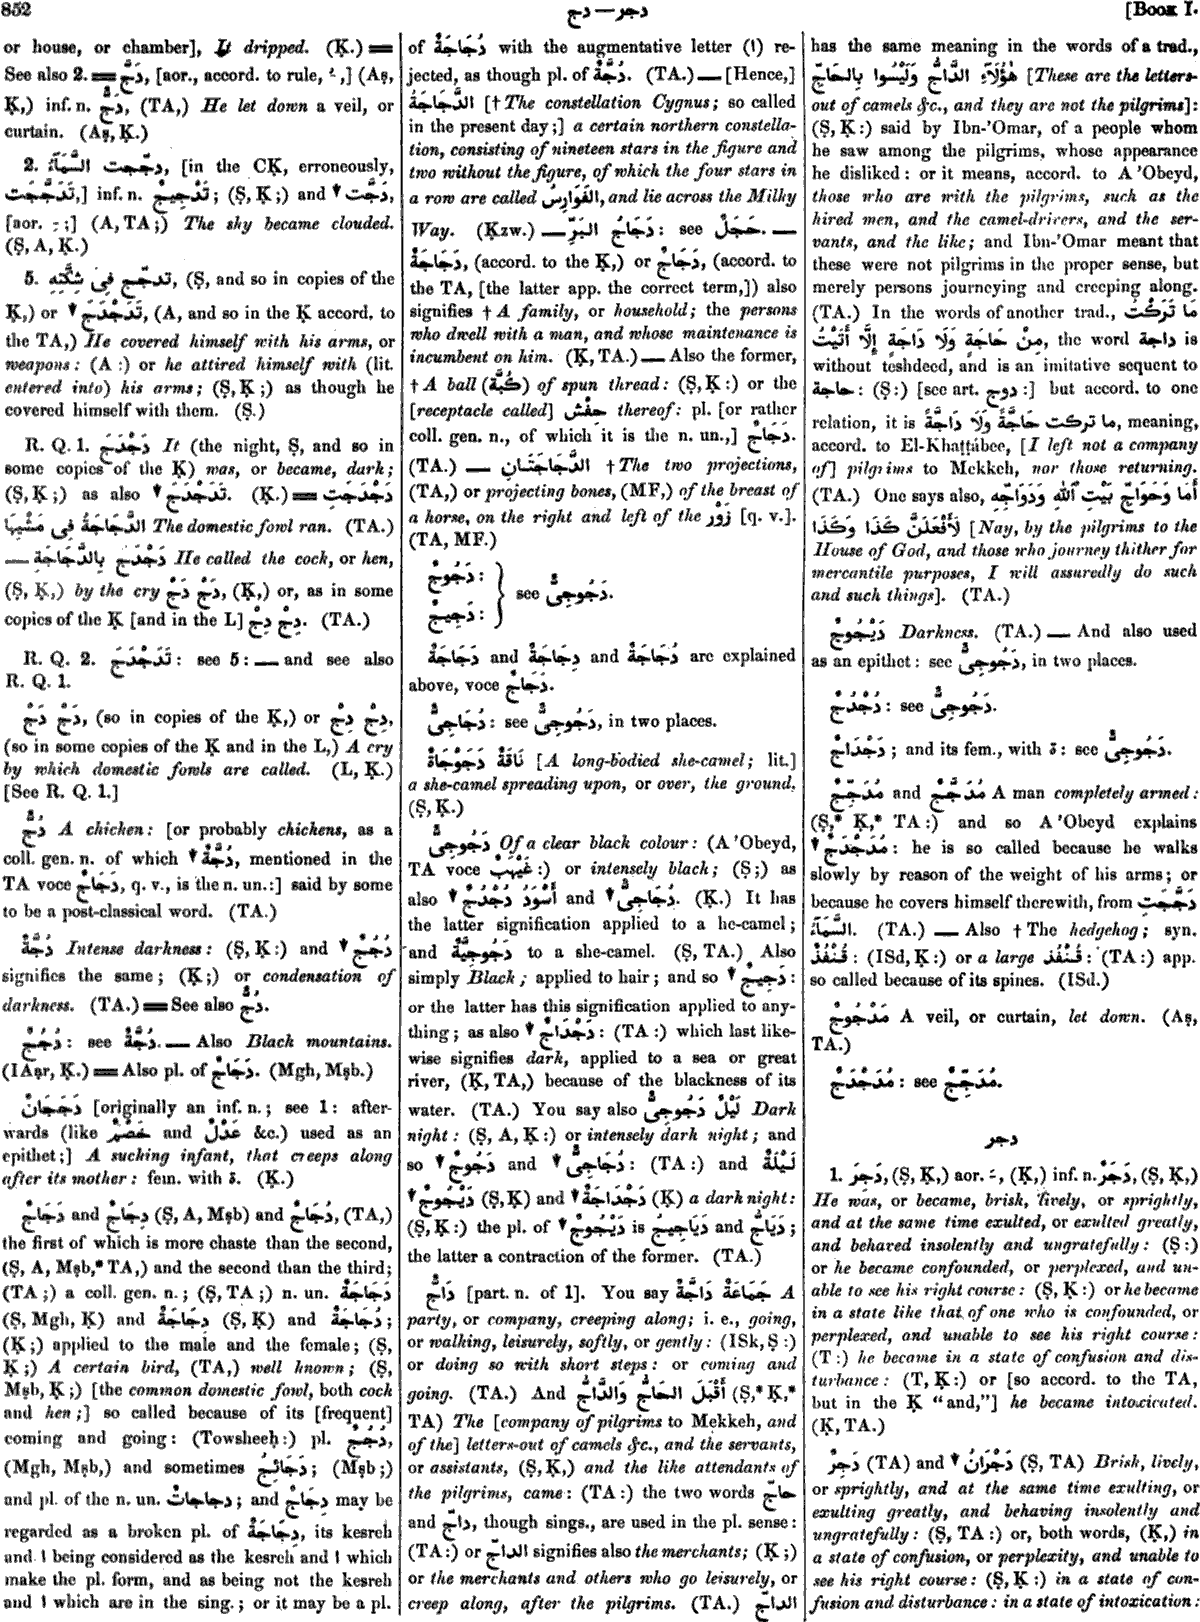 852
دجر — دج
[Book I.
or house, or chamber], It dripped. (Ḳ.) ══
See also 2. ══ دَجَّ, [aor., accord. to rule, ـُ ,] (Aṣ,
Ḳ,) inf. n. دَجٌّ, (TA,) He let down a veil, or
curtain. (Aṣ, Ḳ.)
2. دجّجت السَّمَآءُ, [in the CḲ, erroneously,
تَدَجَّجَت,] inf. n. تَدْجِيجٌ; (Ṣ, Ḳ;) and ▼ دَجَّت,
[aor. ـِ ;] (A, TA;) The sky became clouded.
(Ṣ, A, Ḳ.)
5. تدجّج فِى شِكَّتِهِ, (Ṣ, and so in copies of the
Ḳ,) or ▼ تَدَجْدَجَ, (A, and so in the Ḳ accord. to
the TA,) He covered himself with his arms, or
weapons: (A:) or he attired himself with (lit.
entered into) his arms; (Ṣ, Ḳ;) as though he
covered himself with them. (Ṣ.)
R. Q. 1. دَجْدَجَ It (the night, Ṣ, and so in
some copies of the Ḳ) was, or became, dark;
(Ṣ, Ḳ;) as also ▼ تَدَجْدَجَ. (Ḳ.) ══ دَجْدَجَتِ
الدَّجَاجَةُ فِى مَشْيِهَا The domestic fowl ran. (TA.)
— دَجْدَجَ بِالدَّجَاجَةِ He called the cock, or hen,
(Ṣ, Ḳ,) by the cry دَجْ دَجْ, (Ḳ,) or, as in some
copies of the Ḳ [and in the L] دِجْ دِجْ. (TA.)
R. Q. 2. تَدَجْدَجَ: see 5: — and see also
R. Q. 1.
دَجْ دَجْ, (so in copies of the Ḳ,) or دِجْ دِجْ,
(so in some copies of the Ḳ and in the L,) A cry
by which domestic fowls are called. (L, Ḳ.)
[See R. Q. 1.]
دُجٌّ A chicken: [or probably chickens, as a
coll. gen. n. of which ▼ دُجَّةٌ, mentioned in the
TA voce دَجَاجٌ, q. v., is the n. un.:] said by some
to be a post-classical word. (TA.)
دُجَّةٌ Intense darkness: (Ṣ, Ḳ:) and ▼ دُجُجٌ
signifies the same; (Ḳ;) or condensation of
darkness. (TA.) ══ See also دُجٌّ.
دُجُجٌ: see دُجَّةٌ. — Also Black mountains.
(IAạr, Ḳ.) ══ Also pl. of دَجَاجٌ. (Mgh, Mṣb.)
دَجَجَانٌ [originally an inf. n.; see 1: after-
wards (like خَصْمٌ and عَدْلٌ &c.) used as an
epithet;] A sucking infant, that creeps along
after its mother: fem. with ة. (Ḳ.)
دَجَاجٌ and دِجَاجٌ (Ṣ, A, Mṣb) and دُجَاجٌ, (TA,)
the first of which is more chaste than the second,
(Ṣ, A, Mṣb,* TA,) and the second than the third;
(TA;) a coll. gen. n.; (Ṣ, TA;) n. un. دَجَاجَةٌ
(Ṣ, Mgh, Ḳ) and دِجَاجَةٌ (Ṣ, Ḳ) and دُجَاجَةٌ;
(Ḳ;) applied to the male and the female; (Ṣ,
Ḳ;) A certain bird, (TA,) well known; (Ṣ,
Mṣb, Ḳ;) [the common domestic fowl, both cock
and hen;] so called because of its [frequent]
coming and going: (Towsheeḥ:) pl. دُجُجٌ,
(Mgh, Mṣb,) and sometimes دَجَائِجُ; (Mṣb;)
and pl. of the n. un. دجاجاتٌ; and دِجَاجٌ may be
regarded as a broken pl. of دِجَاجَةٌ, its kesreh
and ا being considered as the kesreh and ا which
make the pl. form, and as being not the kesreh
and ا which are in the sing.; or it may be a pl.
of دُجَاجَةٌ with the augmentative letter (ا) re-
jected, as though pl. of دُجَّةٌ. (TA.) — [Hence,]
الدَّجَاجَةُ [† The constellation Cygnus; so called
in the present day;] a certain northern constella-
tion, consisting of nineteen stars in the figure and
two without the figure, of which the four stars in
a row are called الفَوَارِسُ, and lie across the Milky
Way. (Ḳzw.) — دَجَاجُ البَرِّ: see حَجَلٌ. —
دَجَاجَةٌ, (accord. to the Ḳ,) or دَجَاجٌ, (accord. to
the TA, [the latter app. the correct term,]) also
signifies † A family, or household; the persons
who dwell with a man, and whose maintenance is
incumbent on him. (Ḳ, TA.) — Also the former,
† A ball (كُبَّة) of spun thread: (Ṣ, Ḳ:) or the
[receptacle called] حِفْش thereof: pl. [or rather
coll. gen. n., of which it is the n. un.,] دَجَاجٌ.
(TA.) — الدَّجَاجَتَانِ † The two projections,
(TA,) or projecting bones, (MF,) of the breast of
a horse, on the right and left of the زَوْر [q. v.].
(TA, MF.)
دَجُوجٌ:
see دَجُوجِىٌّ.
دَجِيجٌ:
دَجَاجَةٌ and دِجَاجَةٌ and دُجَاجَةٌ are explained
above, voce دَجَاجٌ.
دُجَاجِىٌّ: see دَجُوجِىٌّ, in two places.
نَاقَةٌ دَجَوْجَاةٌ [A long-bodied she-camel; lit.]
a she-camel spreading upon, or over, the ground.
(Ṣ, Ḳ.)
دَجُوجِىٌّ Of a clear black colour: (A ’Obeyd,
TA voce غَيْهَبٌ:) or intensely black; (Ṣ;) as
also أَسْوَدُ دُجْدُجٌ ▼ and ▼ دُجَاجِىٌّ. (Ḳ.) It has
the latter signification applied to a he-camel;
and دَجُوجِيَّةٌ to a she-camel. (Ṣ, TA.) Also
simply Black; applied to hair; and so ▼ دَجِيجٌ:
or the latter has this signification applied to any-
thing; as also ▼ دَجْدَاجٌ: (TA:) which last like-
wise signifies dark, applied to a sea or great
river, (Ḳ, TA,) because of the blackness of its
water. (TA.) You say also لَيْلٌ دَجُوجِىٌّ Dark
night: (Ṣ, A, Ḳ:) or intensely dark night; and
so ▼ دَجُوجٌ and ▼ دُجَاجِىٌّ: (TA:) and لَيْلَةٌ
دَيْجُوجٌ ▼ (Ṣ, Ḳ) and ▼ دَجْدَاجَةٌ (Ḳ) a dark night:
(Ṣ, Ḳ:) the pl. of ▼ دَيْجُوجٌ is دَيَاجِيجُ and دَيَاجٍ;
the latter a contraction of the former. (TA.)
دَاجٌّ [part. n. of 1]. You say جَمَاعَةٌ دَاجَّةٌ A
party, or company, creeping along; i. e., going,
or walking, leisurely, softly, or gently: (ISk, Ṣ:)
or doing so with short steps: or coming and
going. (TA.) And أَقْبَلَ الحَاجُّ وَالدَّاجُّ (Ṣ,* Ḳ,*
TA) The [company of pilgrims to Mekkeh, and
of the] letters-out of camels &c., and the servants,
or assistants, (Ṣ, Ḳ,) and the like attendants of
the pilgrims, came: (TA:) the two words حاجّ
and داجّ, though sings., are used in the pl. sense:
(TA:) or الداجّ signifies also the merchants; (Ḳ;)
or the merchants and others who go leisurely, or
creep along, after the pilgrims. (TA.) الداجّ
has the same meaning in the words of a trad.,
هٰؤُلَآءِ الدَّاجُّ وَلَيْسُوا بِالحَاجِّ [These are the letters-
out of camels &c., and they are not the pilgrims]:
(Ṣ, Ḳ:) said by Ibn-’Omar, of a people whom
he saw among the pilgrims, whose appearance
he disliked: or it means, accord. to A ’Obeyd,
those who are with the pilgrims, such as the
hired men, and the camel-drivers, and the ser-
vants, and the like; and Ibn-’Omar meant that
these were not pilgrims in the proper sense, but
merely persons journeying and creeping along.
(TA.) In the words of another trad., مَا تَرَكْتُ
مِنْ حَاجَةٍ وَلَا دَاجَةٍ إِلَّا أَتَيْتُ, the word داجة is
without teshdeed, and is an imitative sequent to
حاجة: (Ṣ:) [see art. دوج:] but accord. to one
relation, it is ما تركت حَاجَّةً وَلَا دَاجَّةً, meaning,
accord. to El-Khaṭṭábee, [I left not a company
of] pilgrims to Mekkeh, nor those returning.
(TA.) One says also, أَمَا وَحَوَاجِّ بَيْتِ ٱللّٰهِ وَدَوَاجِّهِ
لَأَفْعَلَنَّ كَذَا وَكَذَا [Nay, by the pilgrims to the
House of God, and those who journey thither for
mercantile purposes, I will assuredly do such
and such things]. (TA.)
دَيْجُوجٌ Darkness. (TA.) — And also used
as an epithet: see دَجُوجِىٌّ, in two places.
دُجْدُجٌ: see دَجُوجِىٌّ.
دَجْدَاجٌ; and its fem., with ة: see دَجُوجِىٌّ.
مُدَجَّجٌ and مُدَجِّجٌ A man completely armed:
(Ṣ,* Ḳ,* TA:) and so A ’Obeyd explains
مُدَجْدَجٌ ▼: he is so called because he walks
slowly by reason of the weight of his arms; or
because he covers himself therewith, from دَجَّجَتِ
السَّمَآءُ. (TA.) — Also † The hedgehog; syn.
قُنْفُذٌ: (ISd, Ḳ:) or a large قُنْفُذ: (TA:) app.
so called because of its spines. (ISd.)
مَدْجُوجٌ A veil, or curtain, let down. (Aṣ,
TA.)
مُدَجْدَجٌ: see مُدَجِّجٌ.
دجر
1. دَجِرَ, (Ṣ, Ḳ,) aor. ـَ , (Ḳ,) inf. n. دَجَرٌ, (Ṣ, Ḳ,)
He was, or became, brisk, lively, or sprightly,
and at the same time exulted, or exulted greatly,
and behaved insolently and ungratefully: (Ṣ:)
or he became confounded, or perplexed, and un-
able to see his right course: (Ṣ, Ḳ:) or he became
in a state like that of one who is confounded, or
perplexed, and unable to see his right course:
(T:) he became in a state of confusion and dis-
turbance: (T, Ḳ:) or [so accord. to the TA,
but in the Ḳ “and,”] he became intoxicated.
(Ḳ, TA.)
دَجِرٌ (TA) and ▼ دَجْرَانُ (Ṣ, TA) Brisk, lively,
or sprightly, and at the same time exulting, or
exulting greatly, and behaving insolently and
ungratefully: (Ṣ, TA:) or, both words, (Ḳ,) in
a state of confusion, or perplexity, and unable to
see his right course: (Ṣ, Ḳ:) in a state of con-
fusion and disturbance: in a state of intoxication: